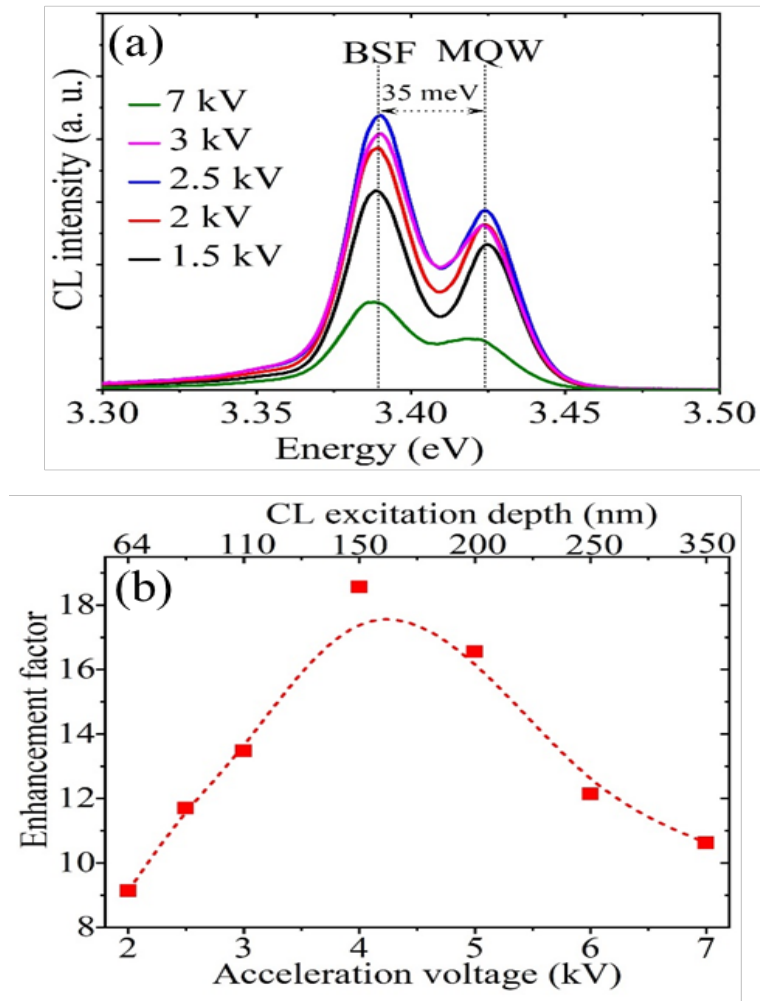 (a)
BSF MQW
35 meV
7 kV
3 kV
2.5 kV
2 kV
1.5 kV
CL intensity (a. u.)
3.30 3.35 3.40 3.45 3.50
Energy (eV)
CL excitation depth (nm)
64 110 150 200 250 350
(b)
18
16
14
12
10
8
Enhancement factor
2 3 4 5 6 7
Acceleration voltage (kV)